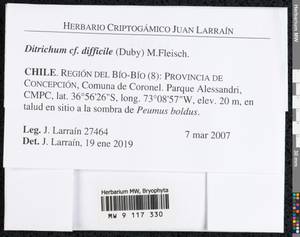 HERBARIO CRIPTOGÁMICO JUAN LARRAÍN
Ditrichum cf. difficile (Duby) M.Fleisch.
CHILE. REGIÓN DEL BÍO-BÍO (8): PROVINCIA DE
CONCEPCIÓN, Comuna de Coronel. Parque Alessandri,
CMPC, lat. 36°56'26"S, long. 73°08'57"W, elev. 20 m, en
talud en sitio a la sombra de Peumus boldus.
Leg. J. Larraín 27464 7 mar 2007
Det. J. Larraín, 19 ene 2019
Herbarium MW, Bryophyta
MW 9 117 330